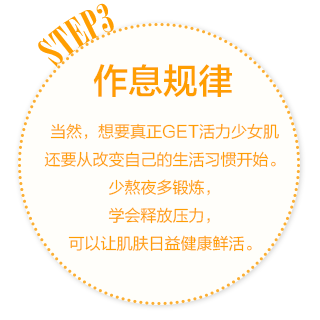 STEP3
作息规律
当然，想要真正GET活力少女肌
还要从改变自己的生活习惯开始。
少熬夜多锻炼，
学会释放压力，
可以让肌肤日益健康鲜活。